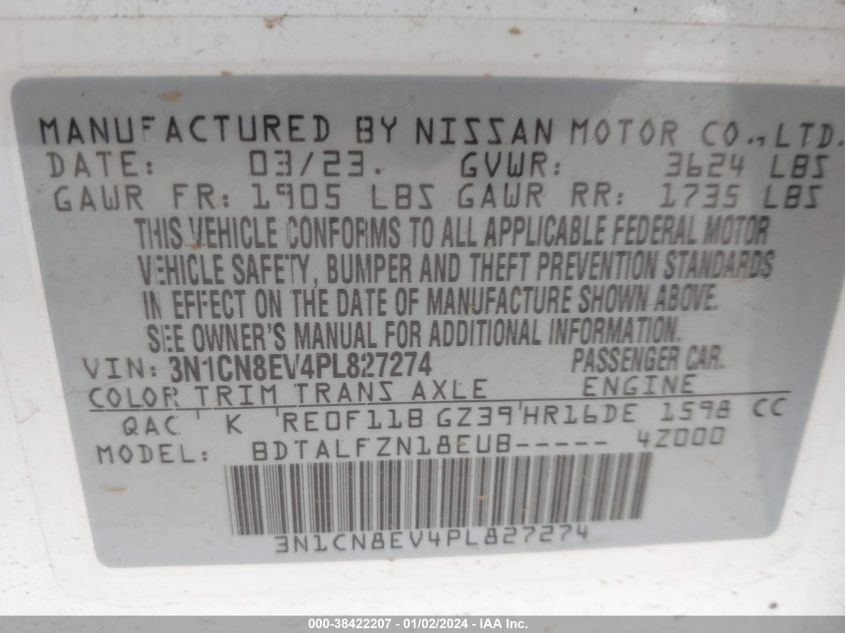 MANUFACTURED BY NISSAN MOTOR CO., LTD.
DATE: 03/23. GVWR: 3624 LBS
GAWR FR: 1905 LBS GAWR RR: 1735 LBS
THIS VEHICLE CONFORMS TO ALL APPLICABLE FEDERAL MOTOR
VEHICLE SAFETY, BUMPER AND THEFT PREVENTION STANDARDS
IN EFFECT ON THE DATE OF MANUFACTURE SHOWN ABOVE.
SEE OWNER'S MANUAL FOR ADDITIONAL INFORMATION.
VIN: 3N1CN8EV4PL827274 PASSENGER CAR.
COLOR TRIM TRANS AXLE ENGINE
QAC K RE0F11B GZ39 HR16DE 1598 CC
MODEL: BDTALFZN18EUB----- 4Z000
3N1CN8EV4PL827274
000-38422207 - 01/02/2024 - IAA Inc.